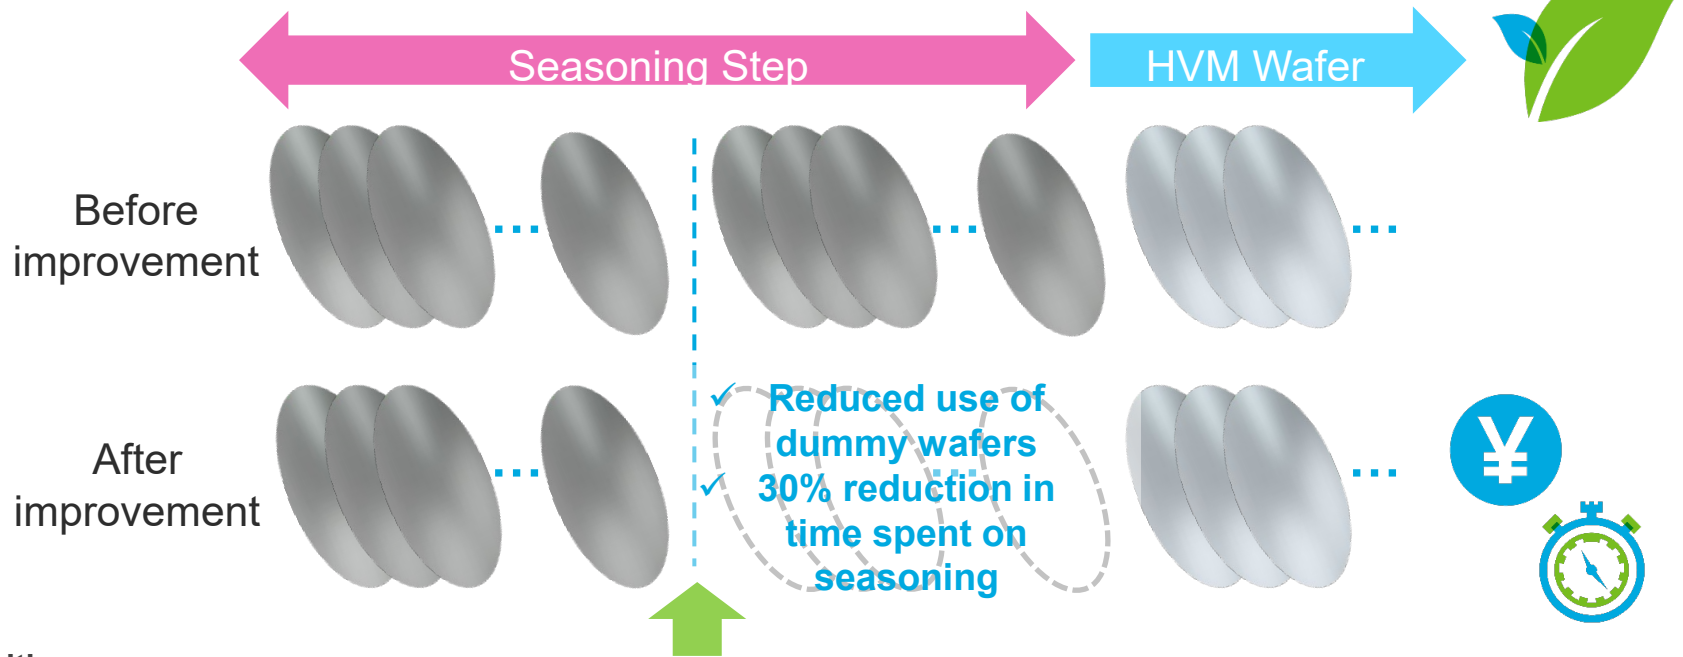 Seasoning Step
HVM Wafer
Before
improvement
After
improvement
✓ Reduced use of
dummy wafers
✓ 30% reduction in
time spent on
seasoning
¥